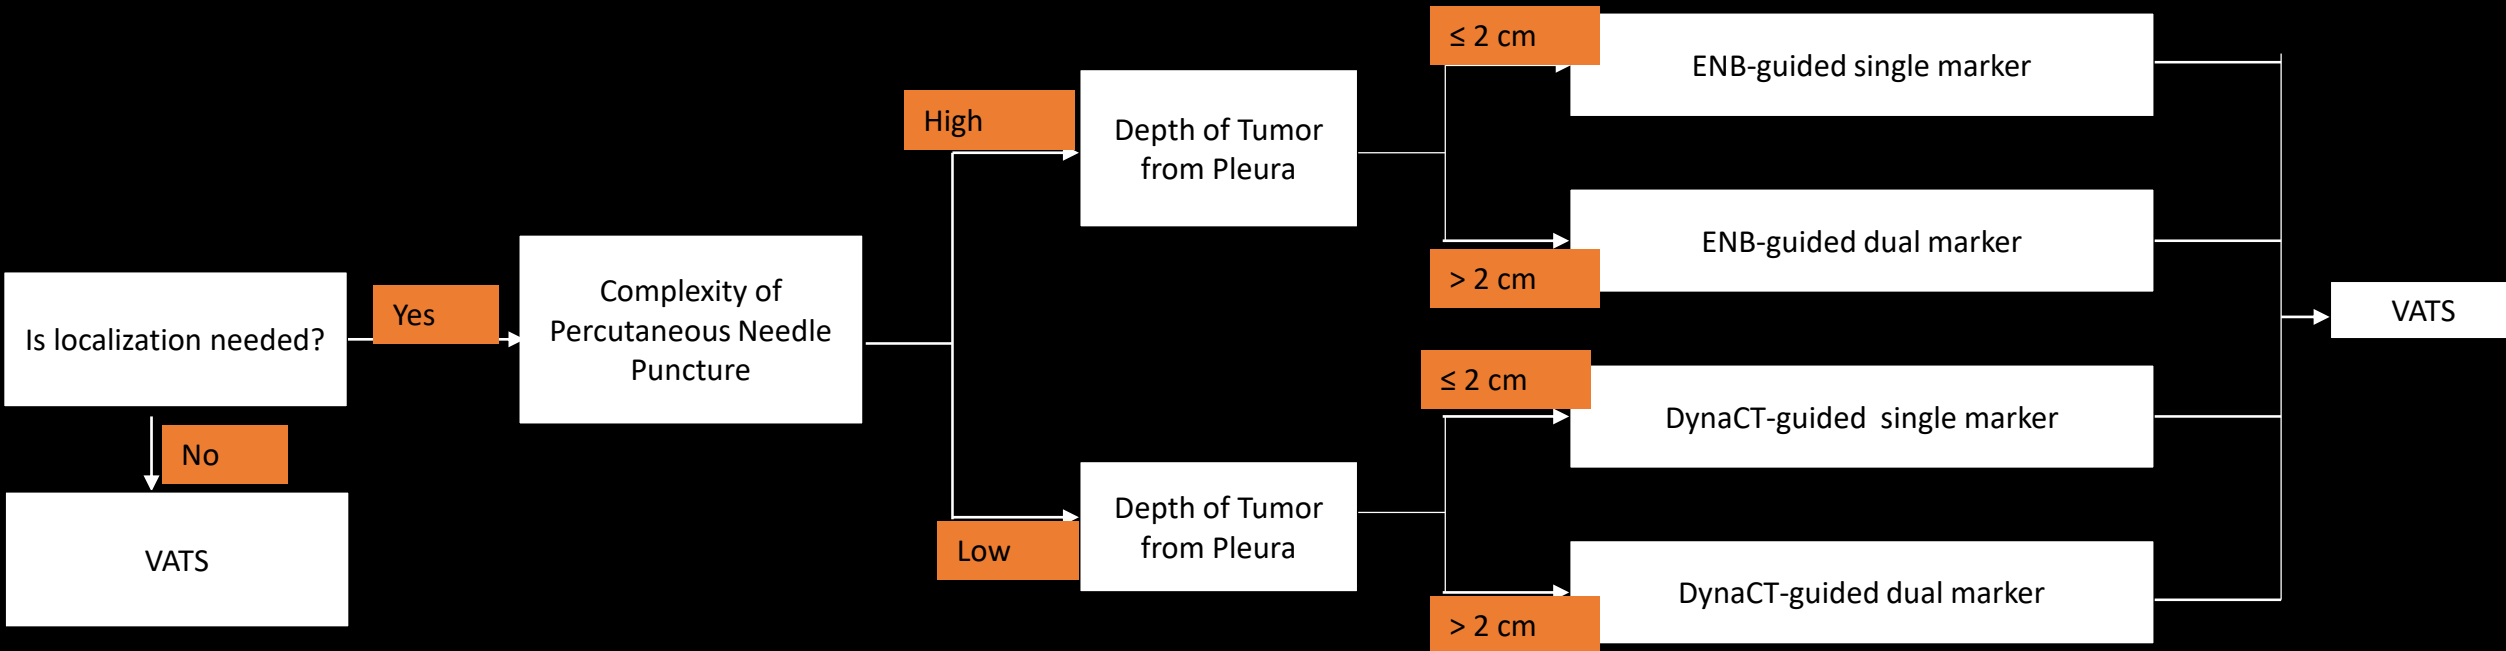 Is localization needed?
Yes
No
VATS
Complexity of
Percutaneous Needle
Puncture
High
Depth of Tumor
from Pleura
≤ 2 cm
ENB-guided single marker
> 2 cm
ENB-guided dual marker
Low
Depth of Tumor
from Pleura
≤ 2 cm
DynaCT-guided  single marker
> 2 cm
DynaCT-guided dual marker
VATS